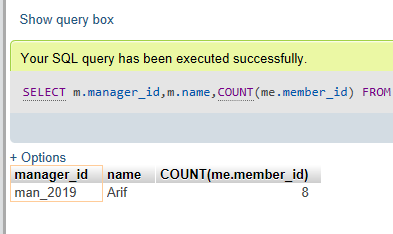 Show query box
Your SQL query has been executed successfully.
SELECT m.manager_id,m.name,COUNT(me.member_id) FROM
+ Options
manager_id name COUNT(me.member_id)
man_2019 Arif 8